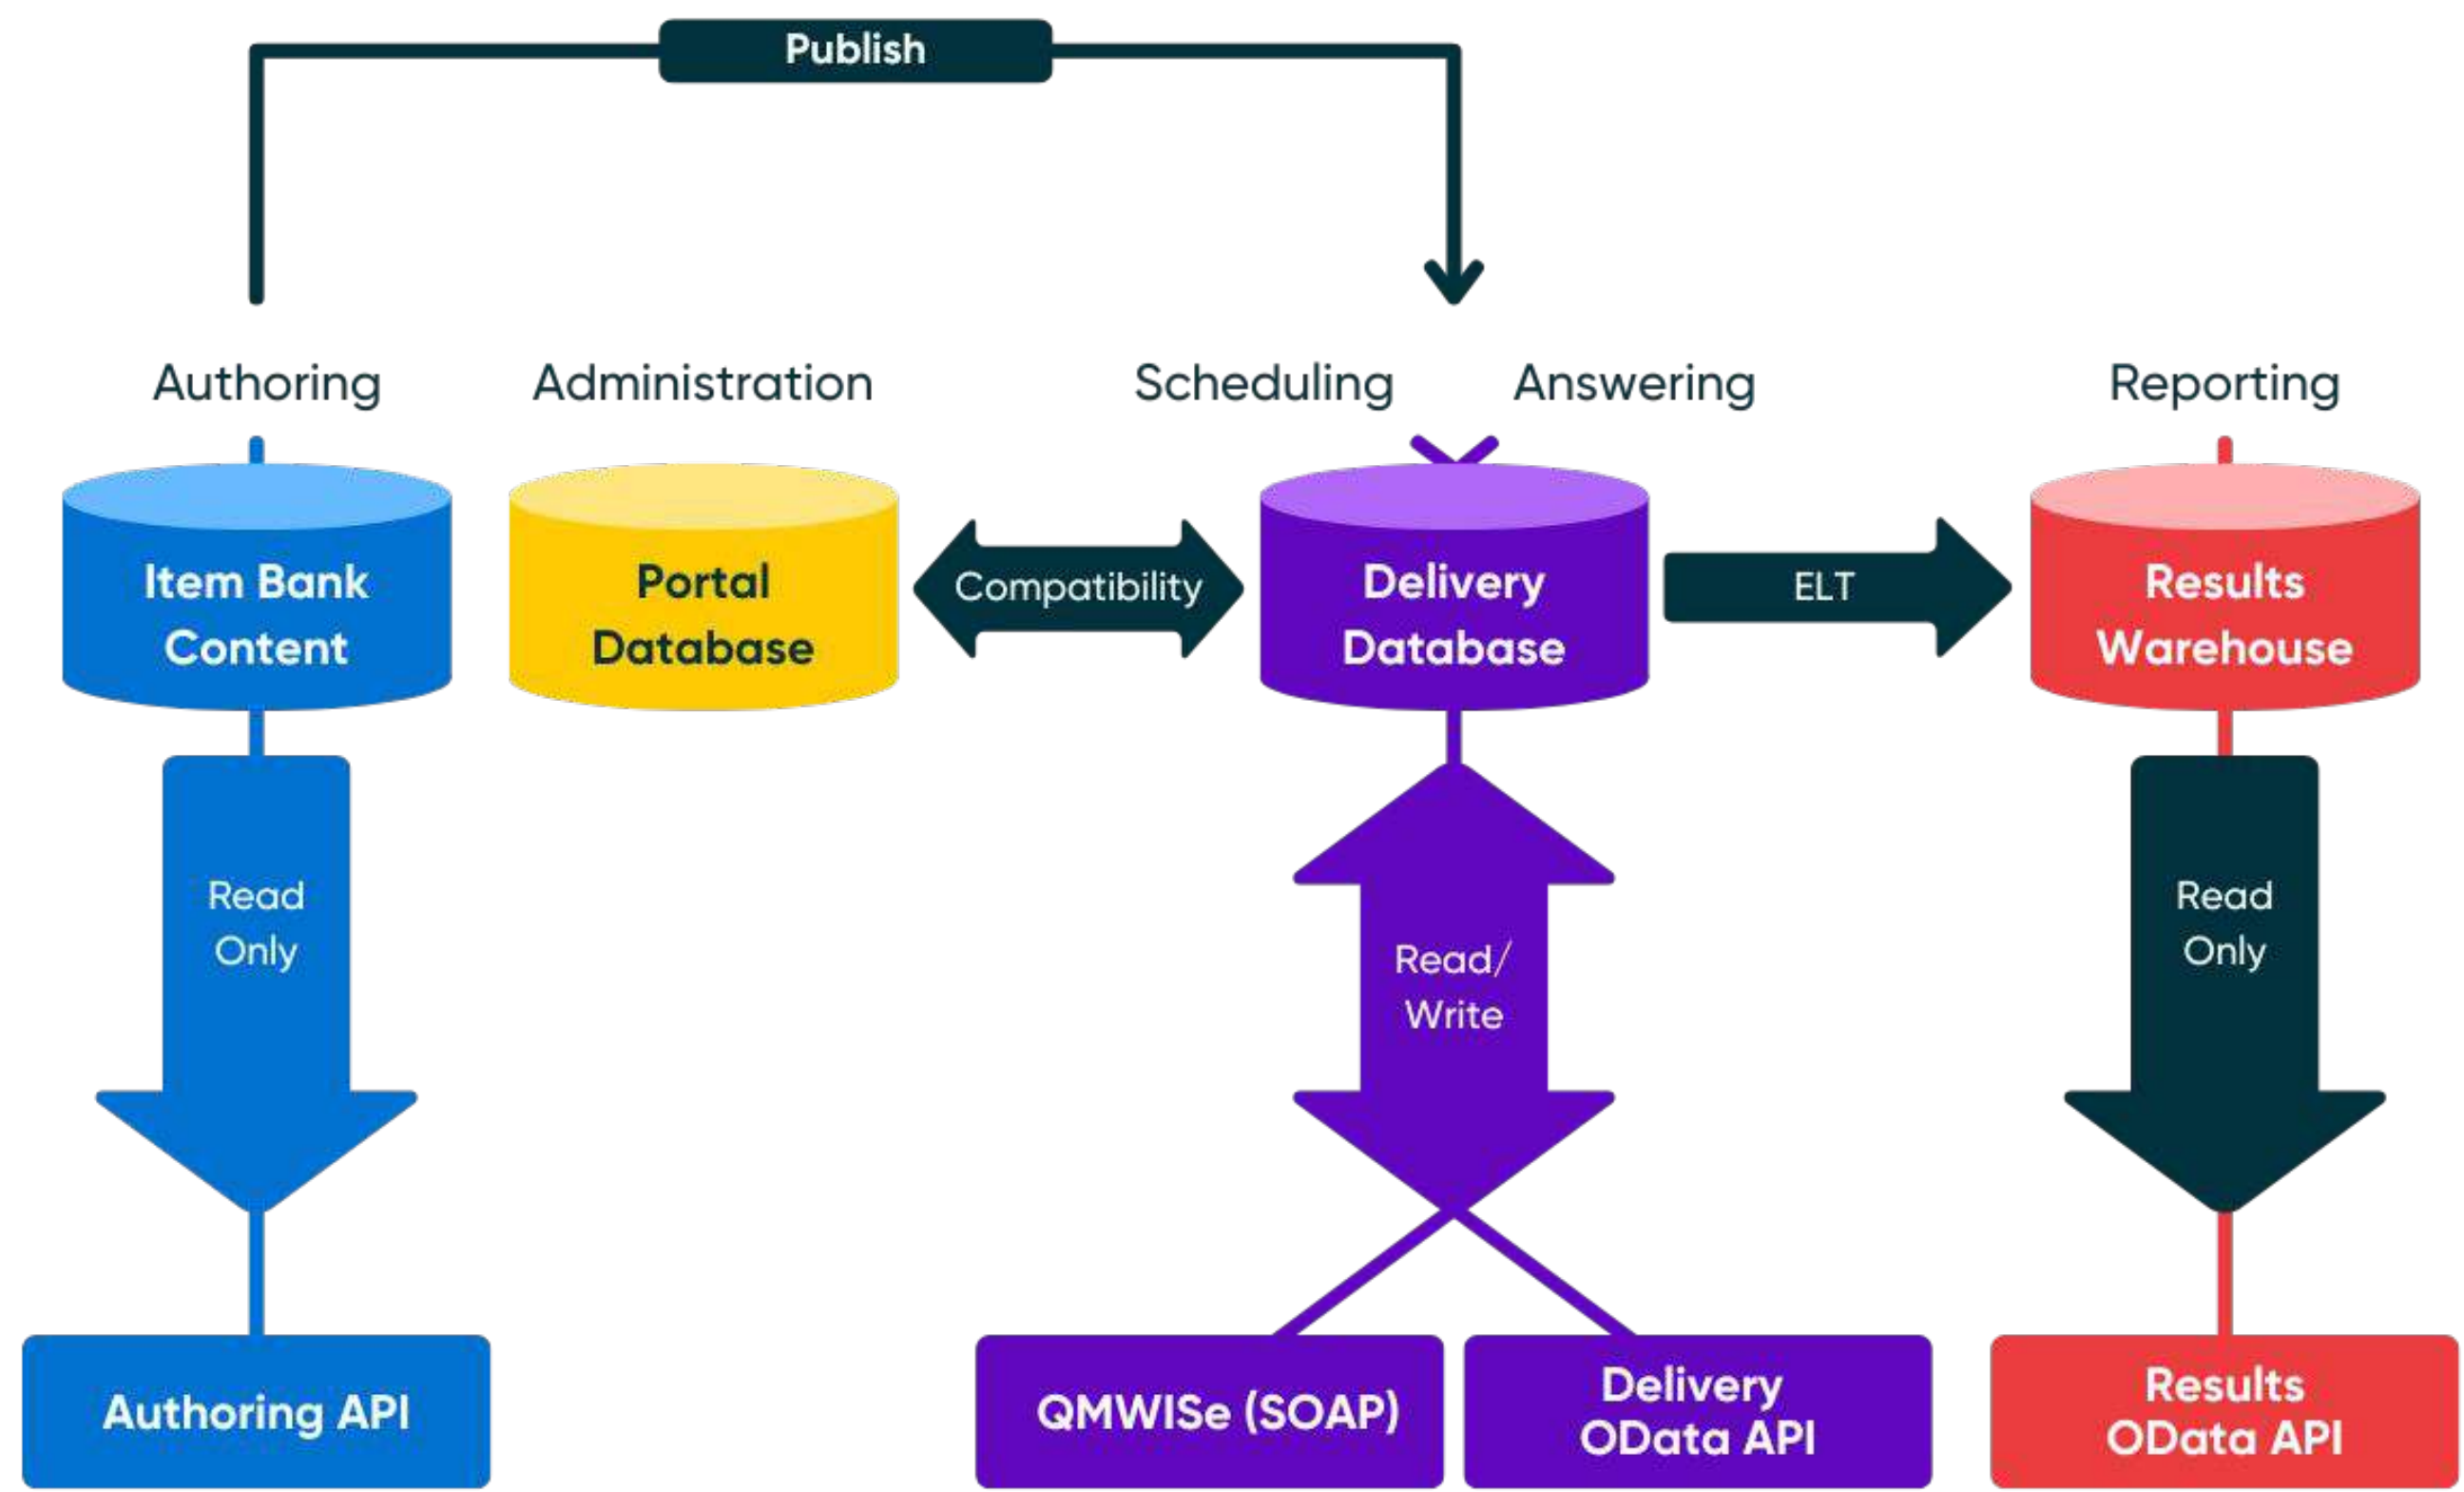 Publish
Authoring
Administration
Scheduling
Answering
Reporting
Item Bank
Content
Portal
Database
Compatibility
Delivery
Database
ELT
Results
Warehouse
Read
Only
Read/
Write
Read
Only
Authoring API
QMWISe (SOAP)
Delivery
OData API
Results
OData API